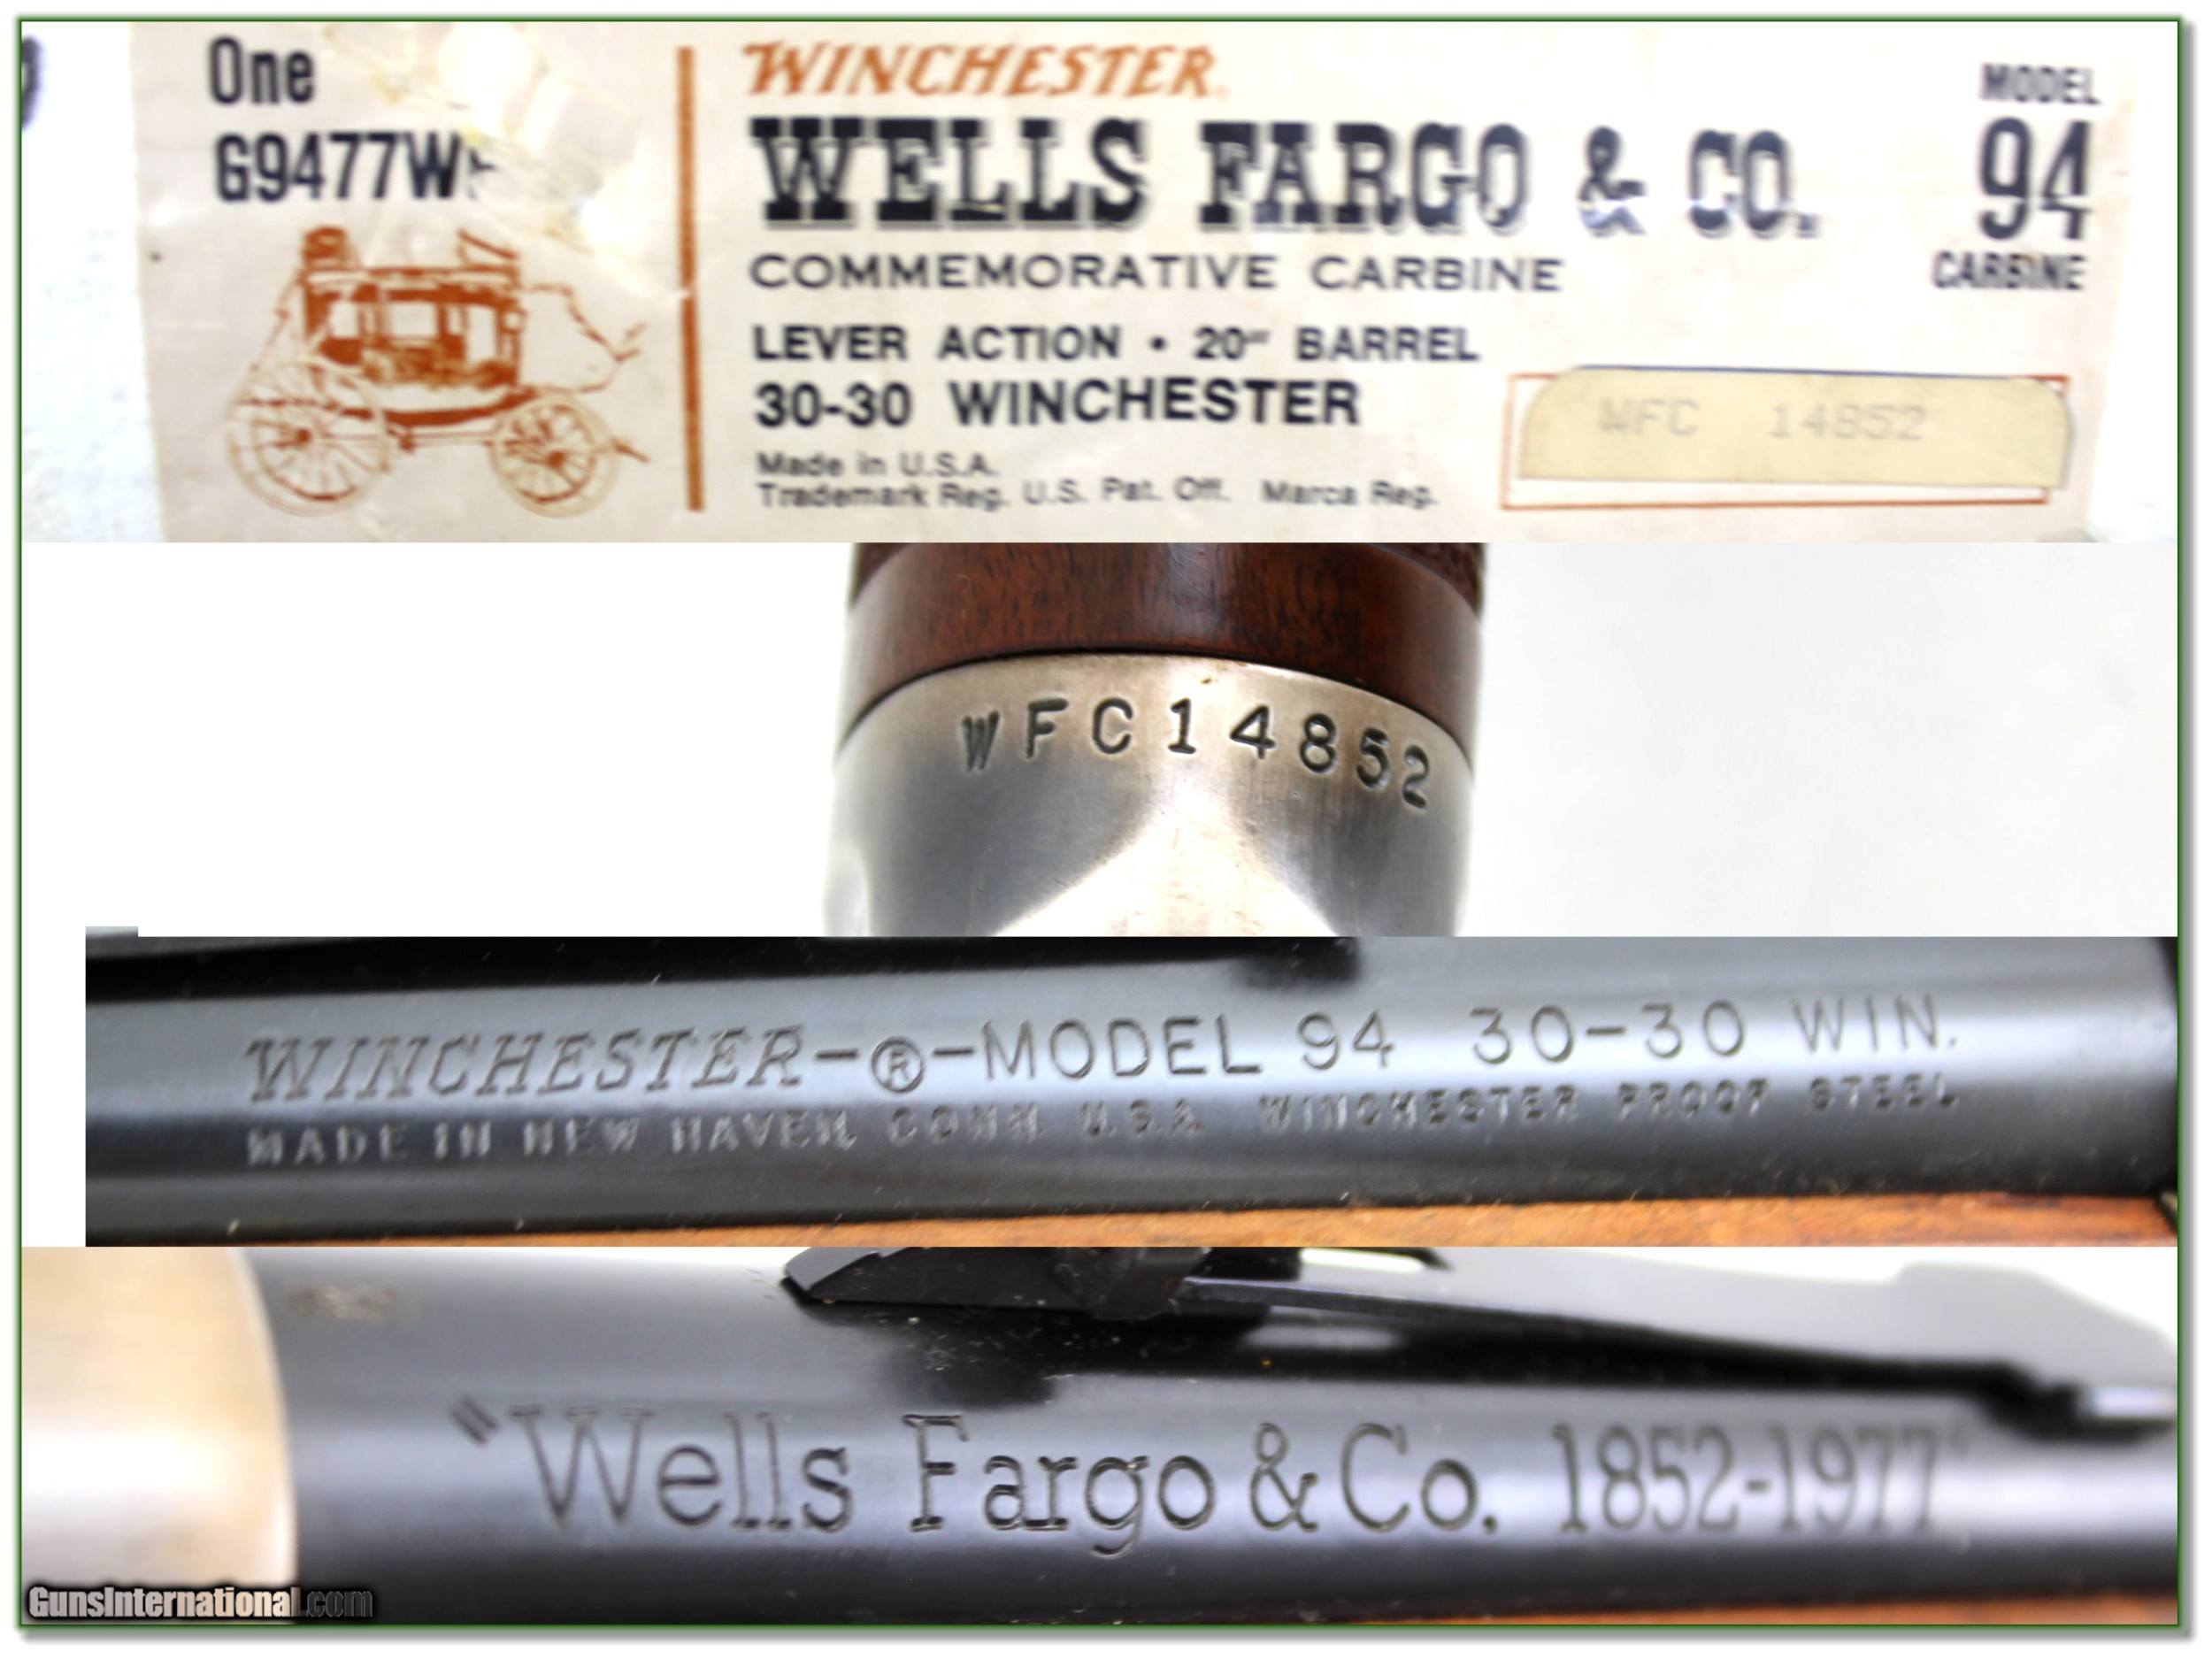 One
G9477WF
WINCHESTER
WELLS FARGO & CO.
COMMEMORATIVE CARBINE
LEVER ACTION • 20" BARREL
30-30 WINCHESTER
Made in U.S.A.
Trademark Reg. U.S. Pat. Off. Marca Reg.
MODEL
94
CARBINE
WFC 14852
WFC14852
WINCHESTER-®-MODEL 94 30-30 WIN.
MADE IN NEW HAVEN, CONN. U.S.A. WINCHESTER PROOF STEEL
"Wells Fargo & Co. 1852-1977"
GunsInternational.com